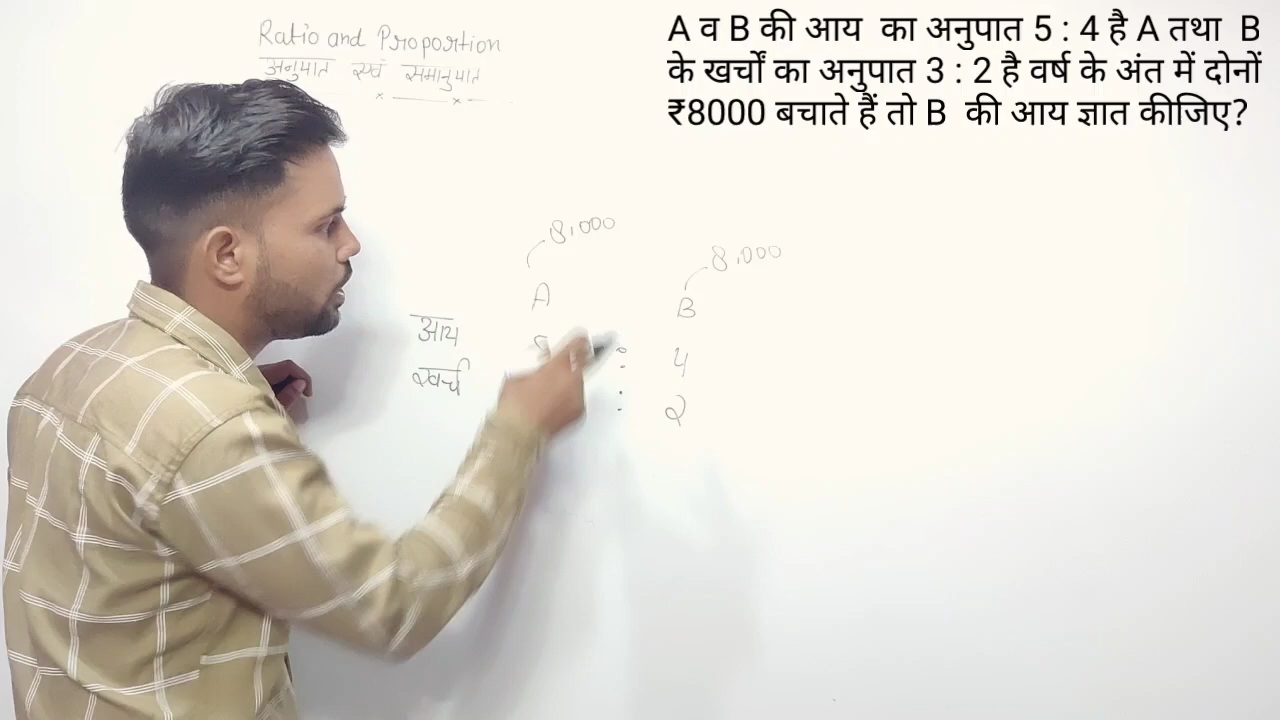 Ratio and Proportion
अनुपात एवं समानुपात
A व B की आय का अनुपात 5 : 4 है A तथा B
के खर्चों का अनुपात 3 : 2 है वर्ष के अंत में दोनों
₹8000 बचाते हैं तो B की आय ज्ञात कीजिए?
8,000
8,000
A B
आय : 4
खर्च : 2